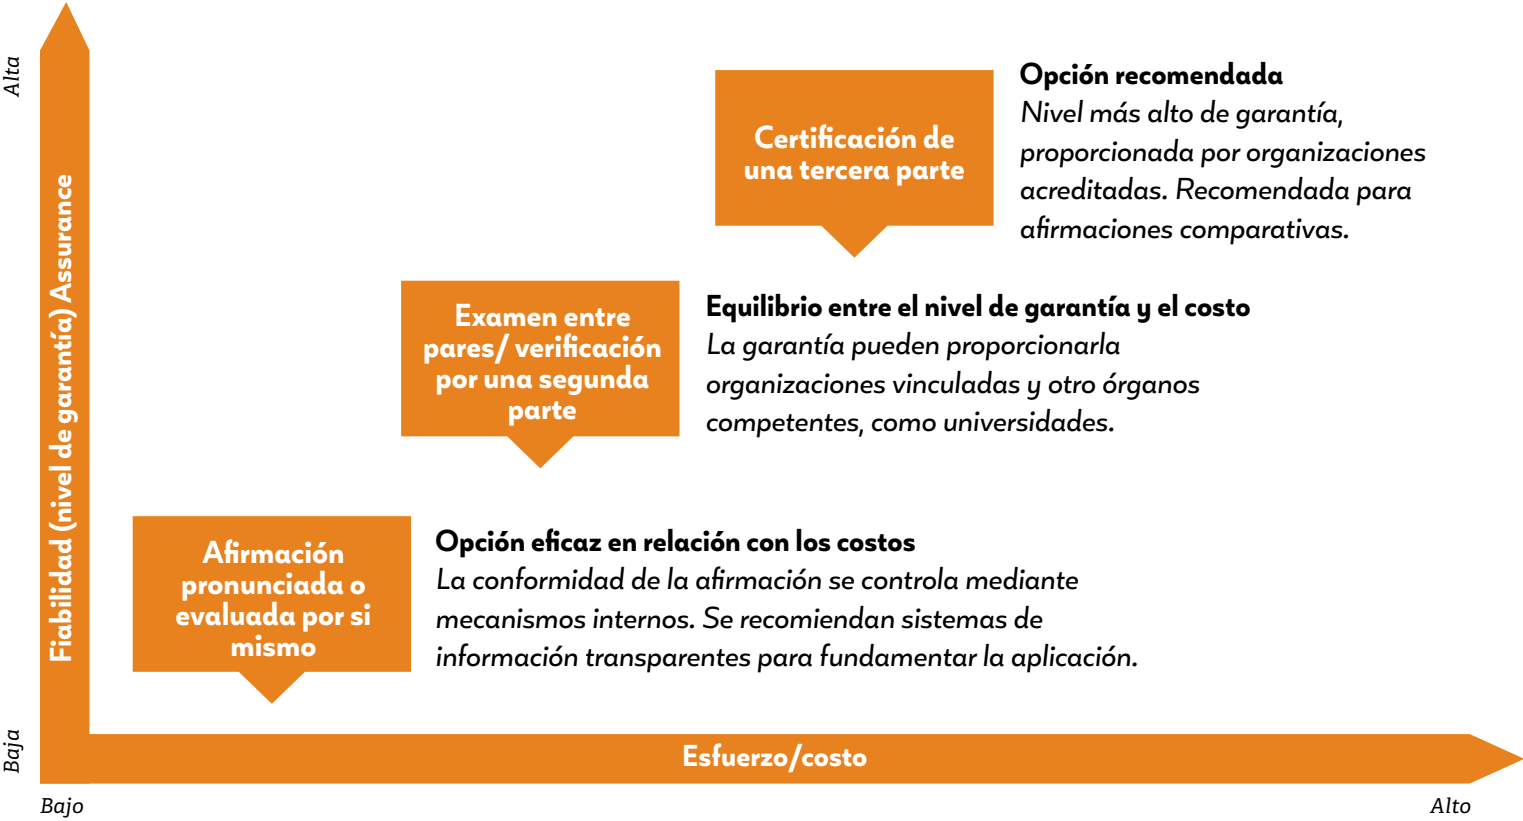 Alta
Fiabilidad (nivel de garantía) Assurance
Baja
Certificación de
una tercera parte
Opción recomendada
Nivel más alto de garantía,
proporcionada por organizaciones
acreditadas. Recomendada para
afirmaciones comparativas.
Examen entre
pares/ verificación
por una segunda
parte
Equilibrio entre el nivel de garantía y el costo
La garantía pueden proporcionarla
organizaciones vinculadas y otro órganos
competentes, como universidades.
Afirmación
pronunciada o
evaluada por si
mismo
Opción eficaz en relación con los costos
La conformidad de la afirmación se controla mediante
mecanismos internos. Se recomiendan sistemas de
información transparentes para fundamentar la aplicación.
Esfuerzo/costo
Bajo
Alto